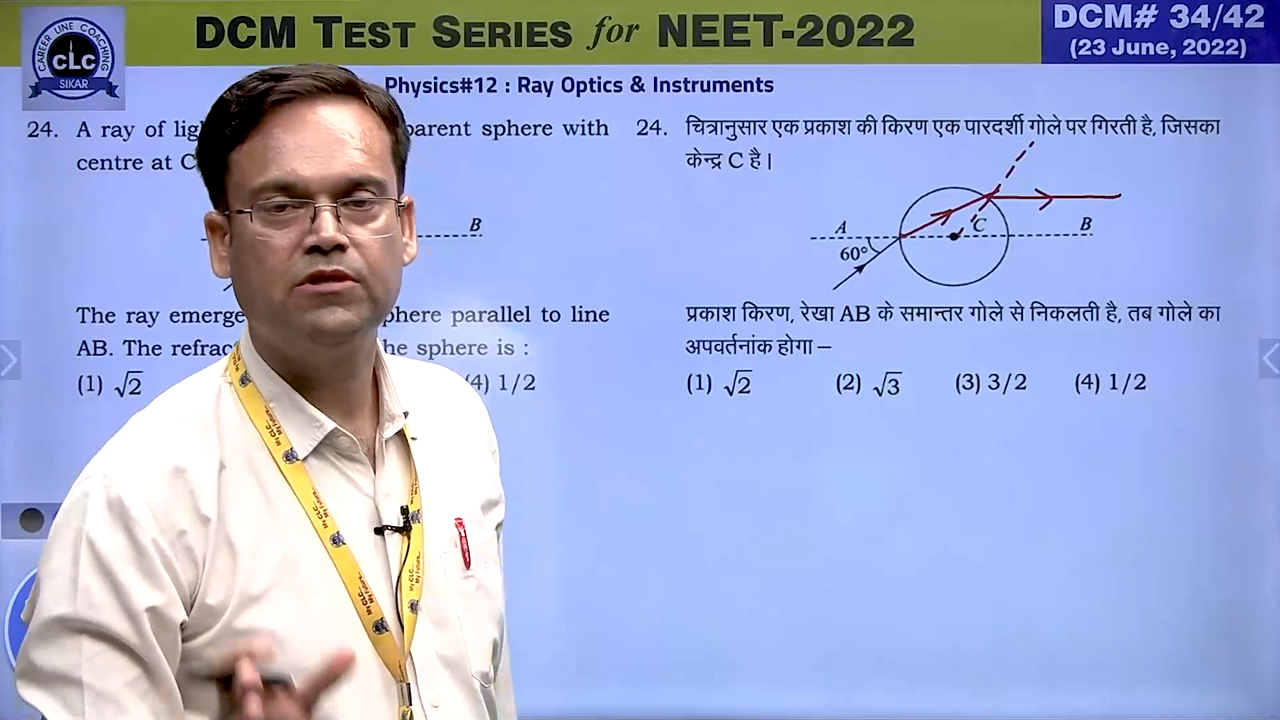 DCM TEST SERIES for NEET-2022
DCM# 34/42
(23 June, 2022)
CAREER LINE COACHING
CLC
SIKAR
Physics#12 : Ray Optics & Instruments
24. A ray of lig parent sphere with
centre at C
B
The ray emerge phere parallel to line
AB. The refrac he sphere is :
(1) √2 (4) 1/2
24. चित्रानुसार एक प्रकाश की किरण एक पारदर्शी गोले पर गिरती है, जिसका
केन्द्र C है।
A C B
60°
प्रकाश किरण, रेखा AB के समान्तर गोले से निकलती है, तब गोले का
अपवर्तनांक होगा –
(1) √2 (2) √3 (3) 3/2 (4) 1/2